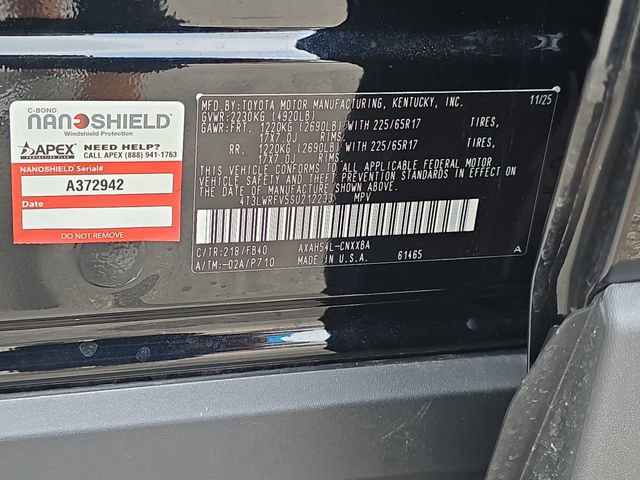 C-BOND
NANOSHIELD
Windshield Protection
APEX
NEED HELP?
CALL APEX (888) 941-1763
NANOSHIELD Serial#
A372942
DO NOT REMOVE
MFD.BY:TOYOTA MOTOR MANUFACTURING, KENTUCKY, INC. 11/25
GVWR:2230KG (4920LB)
GAWR:FRT. 1220KG (2690LB) WITH 225/65R17 TIRES,
17X7.0J RIMS.
RR. 1220KG (2690LB) WITH 225/65R17 TIRES,
17X7.0J RIMS.
THIS VEHICLE CONFORMS TO ALL APPLICABLE FEDERAL MOTOR
VEHICLE SAFETY AND THEFT PREVENTION STANDARDS IN EFFECT
ON THE DATE OF MANUFACTURE SHOWN ABOVE.
4T3LWRFV5SU212233 MPV
C/TR:218/FB40 AXAH54L-CNXXBA A
A/TM:-02A/P710 MADE IN U.S.A. 61465